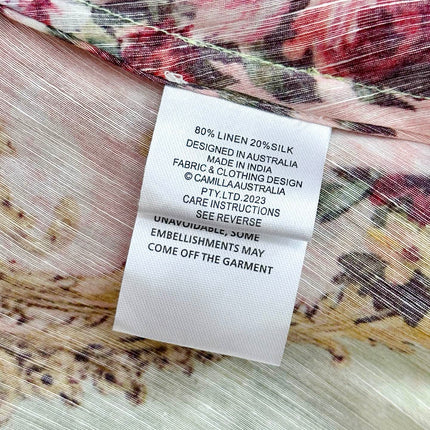 80% LINEN 20%SILK
DESIGNED IN AUSTRALIA
MADE IN INDIA
FABRIC & CLOTHING DESIGN
© CAMILLA AUSTRALIA
PTY.LTD.2023
CARE INSTRUCTIONS
SEE REVERSE
UNAVOIDABLE, SOME
EMBELLISHMENTS MAY
COME OFF THE GARMENT